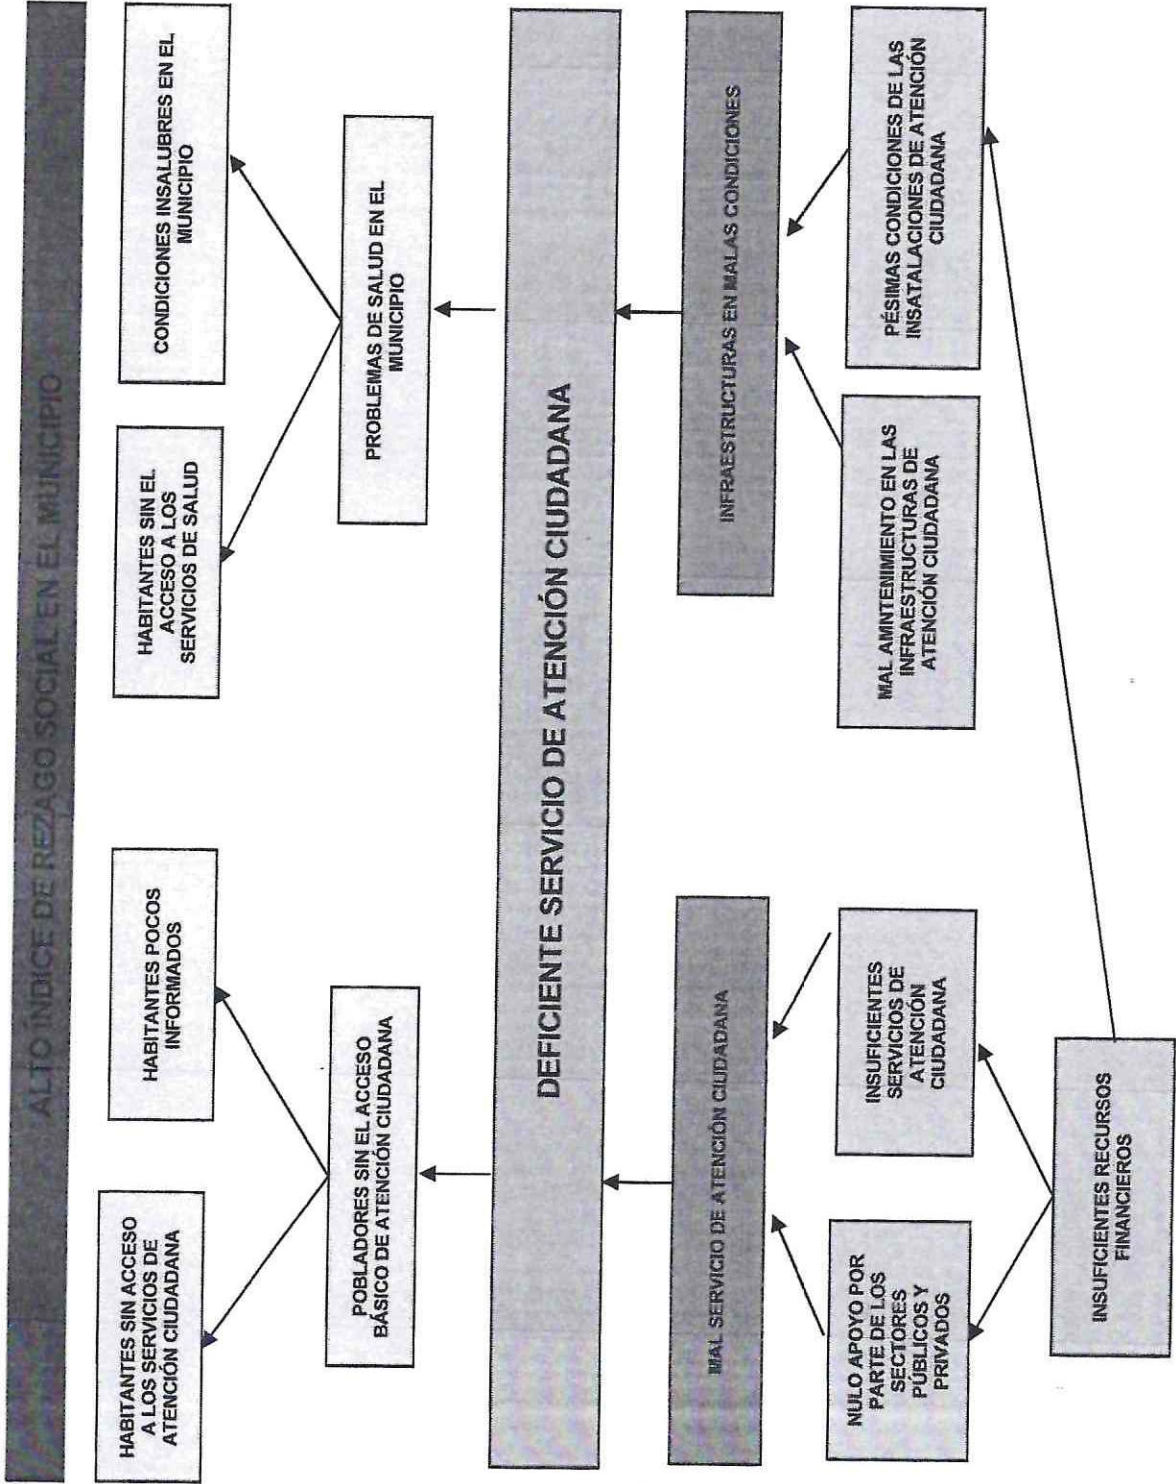 ALTO ÍNDICE DE REZAGO SOCIAL EN EL MUNICIPIO
HABITANTES SIN ACCESO
A LOS SERVICIOS DE
ATENCIÓN CIUDADANA
HABITANTES POCOS
INFORMADOS
HABITANTES SIN EL
ACCESO A LOS
SERVICIOS DE SALUD
CONDICIONES INSALUBRES EN EL
MUNICIPIO
POBLADORES SIN EL ACCESO
BÁSICO DE ATENCIÓN CIUDADANA
PROBLEMAS DE SALUD EN EL
MUNICIPIO
DEFICIENTE SERVICIO DE ATENCIÓN CIUDADANA
MAL SERVICIO DE ATENCIÓN CIUDADANA
INFRAESTRUCTURAS EN MALAS CONDICIONES
NULO APOYO POR
PARTE DE LOS
SECTORES
PÚBLICOS Y
PRIVADOS
INSUFICIENTES
SERVICIOS DE
ATENCIÓN
CIUDADANA
MAL AMNTENIMIENTO EN LAS
INFRAESTRUCTURAS DE
ATENCIÓN CIUDADANA
PÉSIMAS CONDICIONES DE LAS
INSATALACIONES DE ATENCIÓN
CIUDADANA
INSUFICIENTES RECURSOS
FINANCIEROS